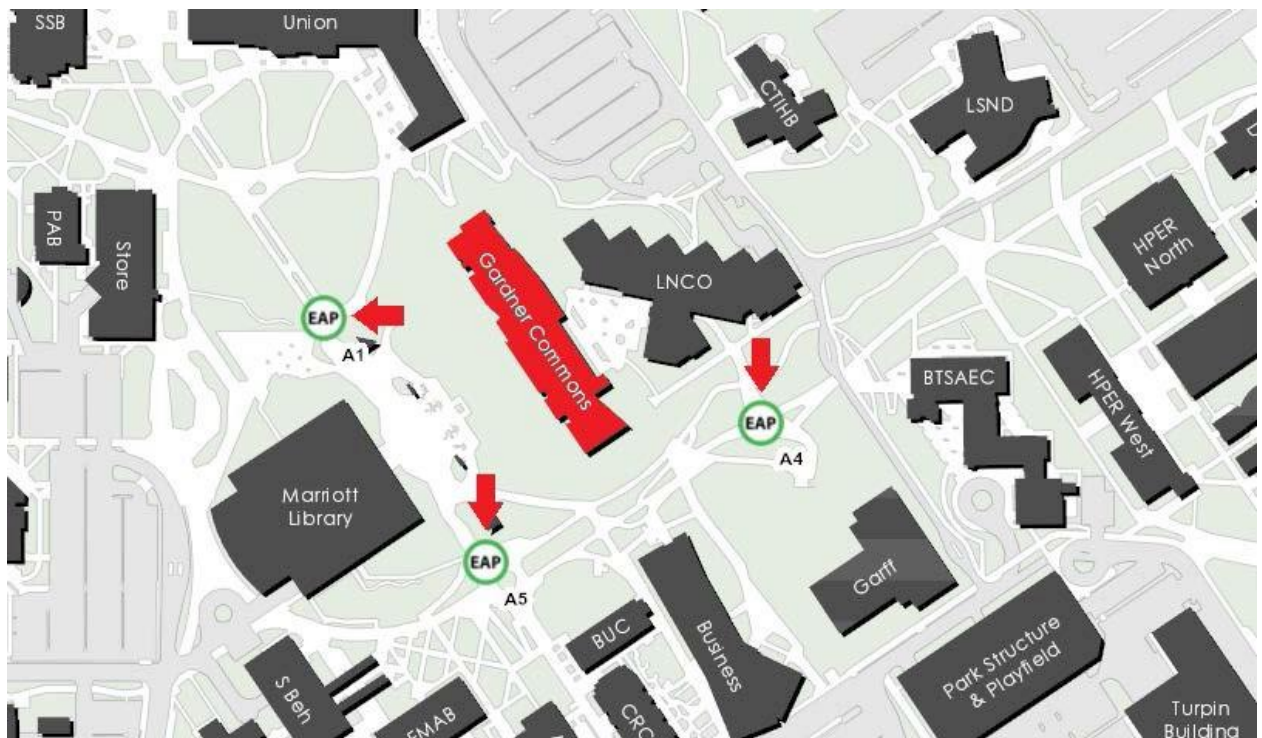 SSB
Union
CTIHB
LSND
PAB
Store
HPER
North
Gardner Commons
LNCO
EAP
A1
BTSAEC
HPER West
EAP
A4
Marriott
Library
EAP
A5
Garff
BUC
Business
Park Structure
& Playfield
S Beh
CRC
Turpin
Building